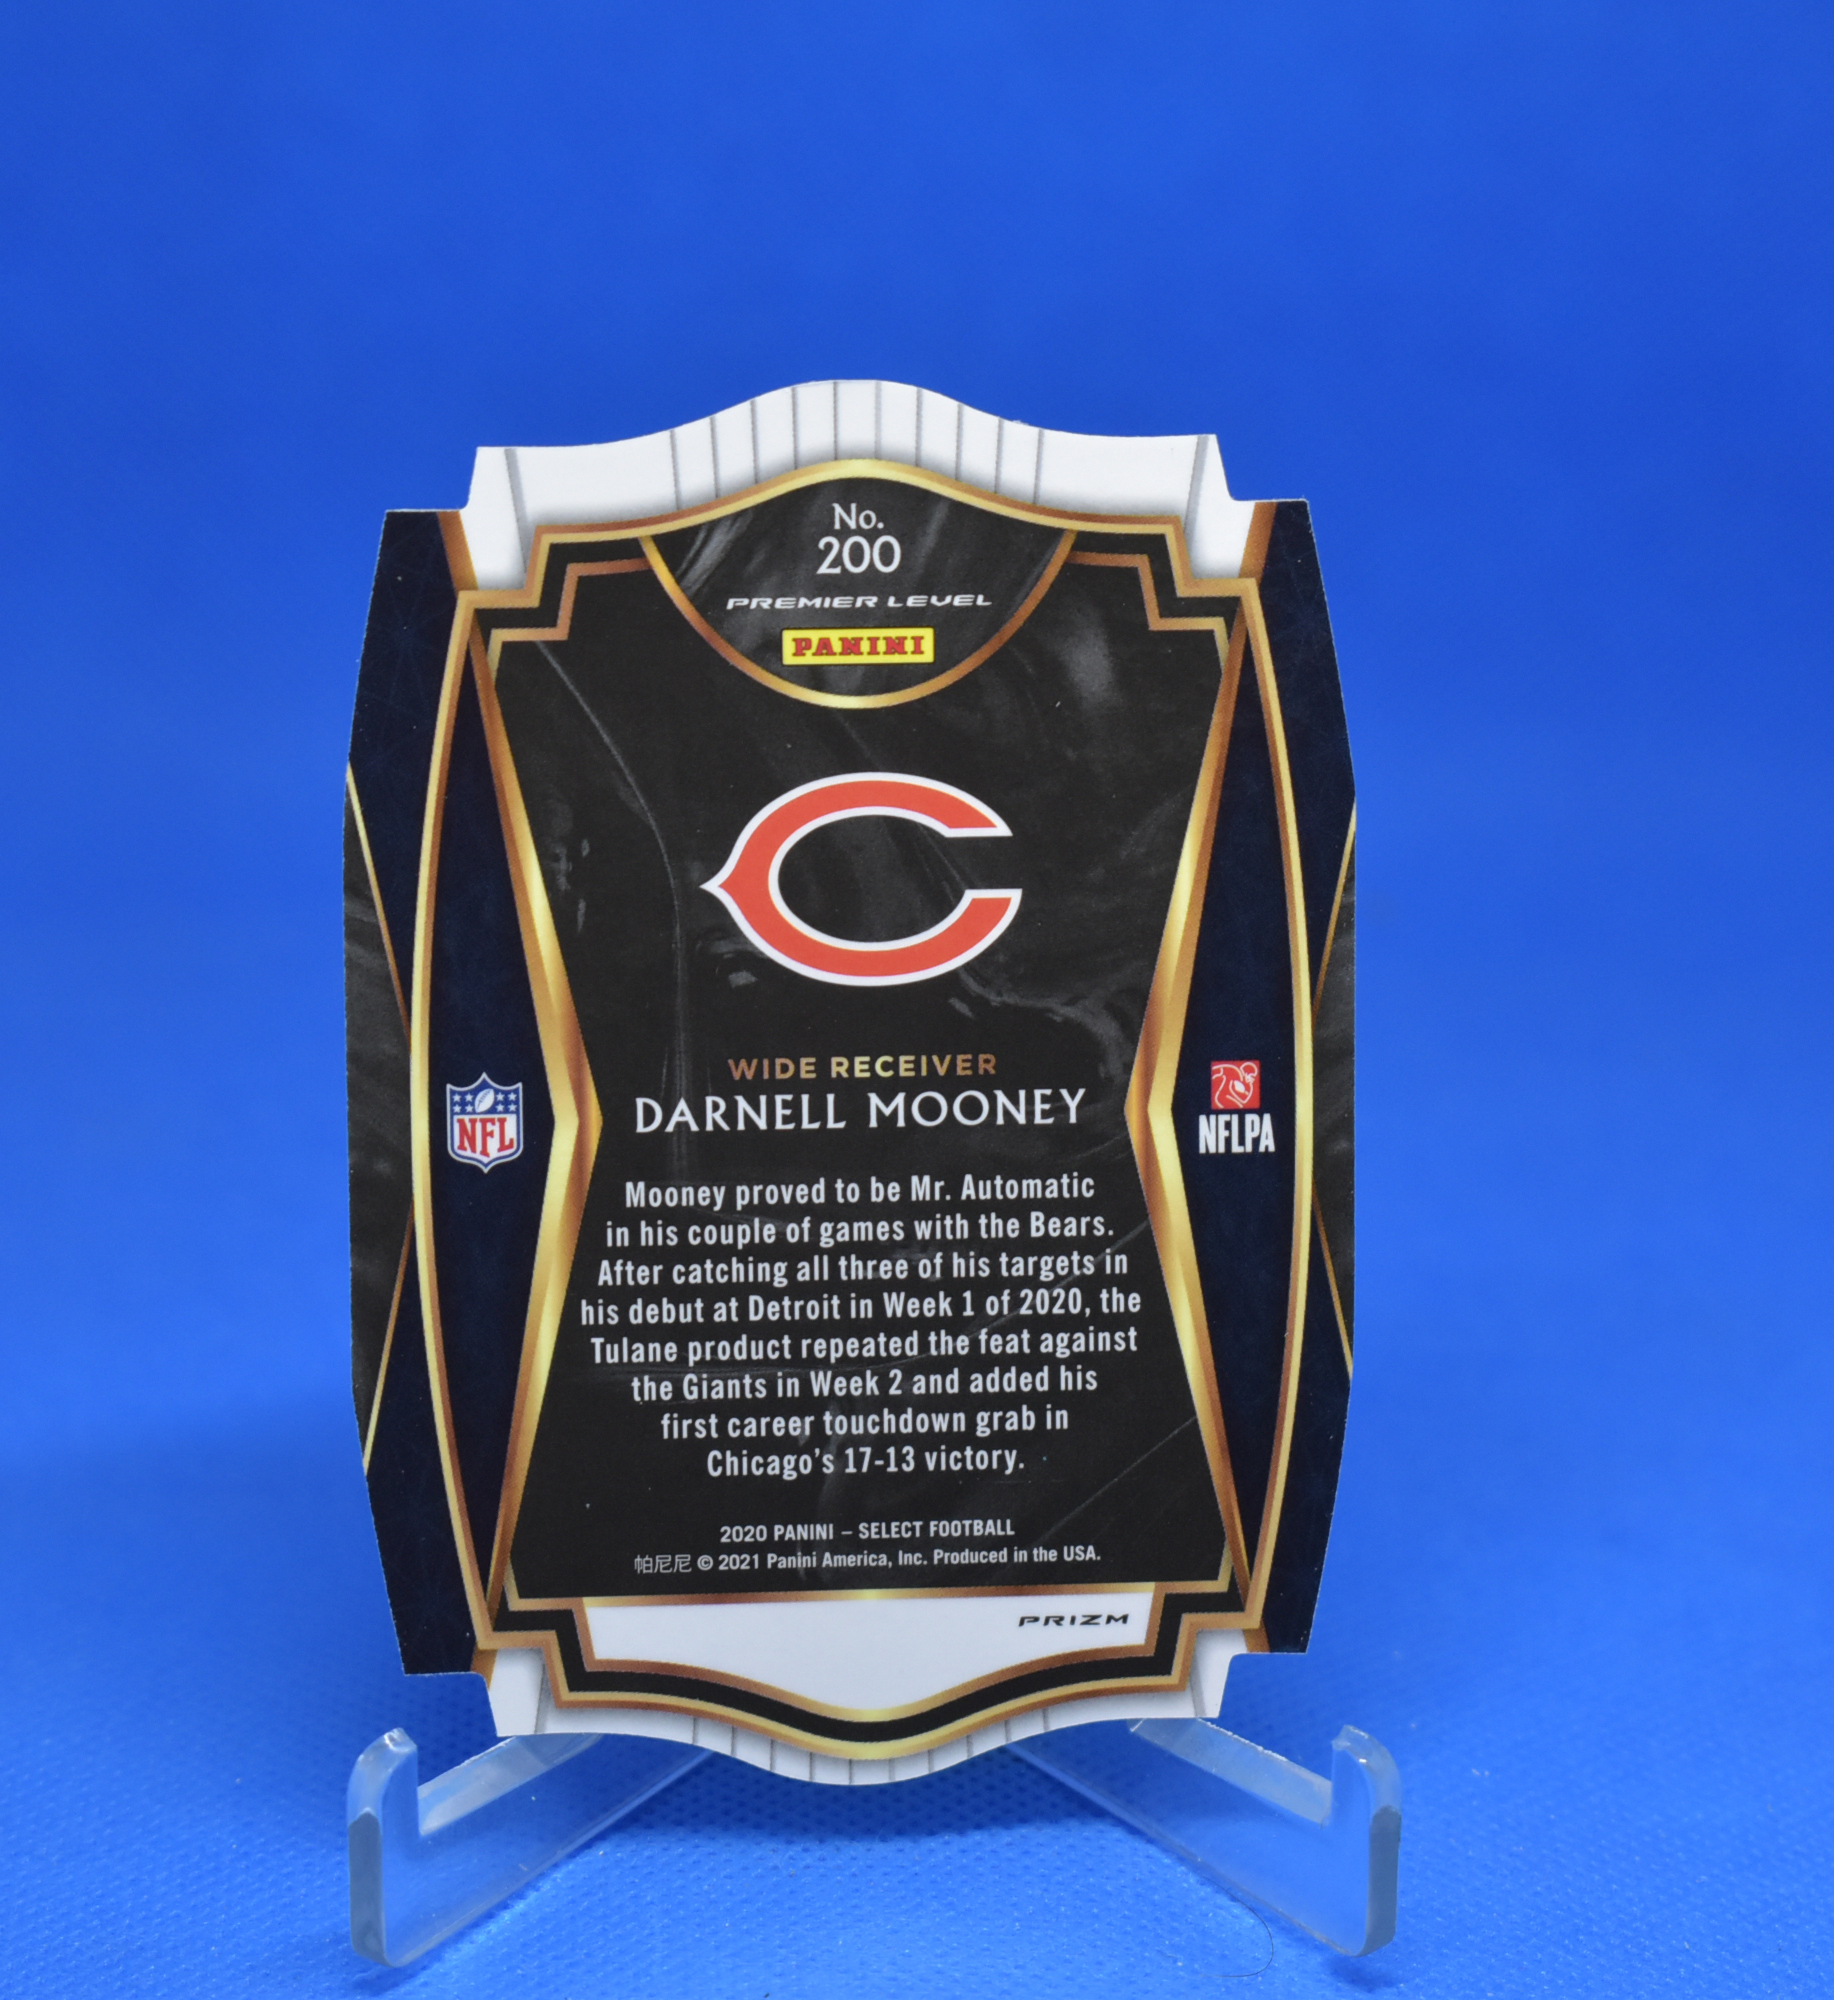 No.
200
PREMIER LEVEL
PANINI
WIDE RECEIVER
DARNELL MOONEY
NFL
NFLPA
Mooney proved to be Mr. Automatic
in his couple of games with the Bears.
After catching all three of his targets in
his debut at Detroit in Week 1 of 2020, the
Tulane product repeated the feat against
the Giants in Week 2 and added his
first career touchdown grab in
Chicago's 17-13 victory.
2020 PANINI – SELECT FOOTBALL
帕尼尼 © 2021 Panini America, Inc. Produced in the USA.
PRIZM